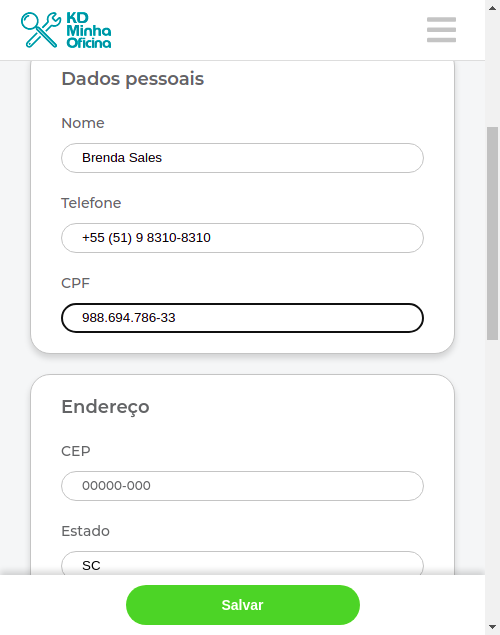 KD
Minha
Oficina
Dados pessoais
Nome
Brenda Sales
Telefone
+55 (51) 9 8310-8310
CPF
988.694.786-33
Endereço
CEP
00000-000
Estado
SC
Salvar